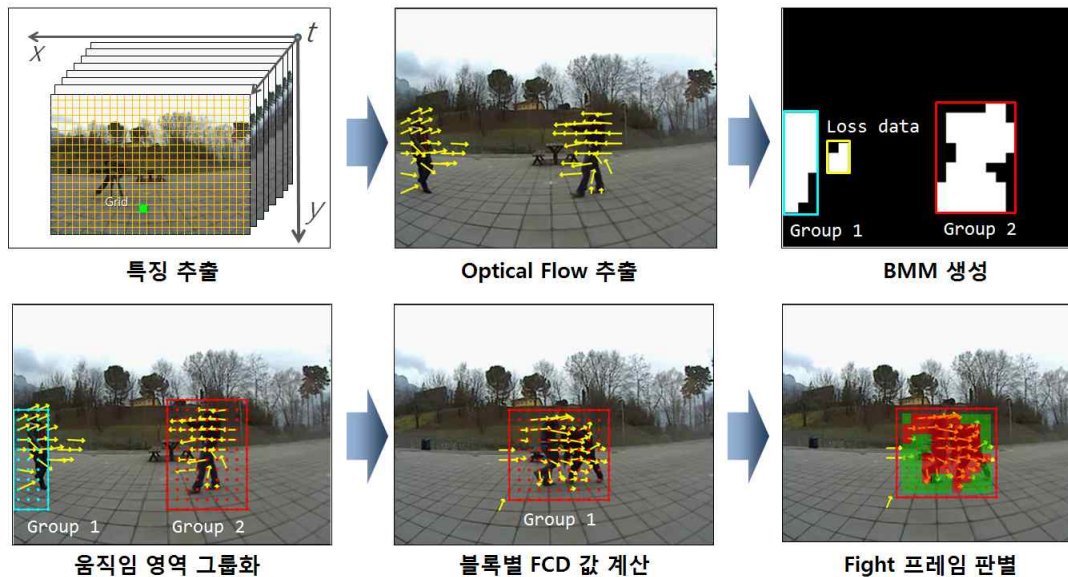 x
t
y
Grid
특징 추출
Optical Flow 추출
Loss data
Group 1
Group 2
BMM 생성
Group 1
Group 2
움직임 영역 그룹화
Group 1
블록별 FCD 값 계산
Fight 프레임 판별